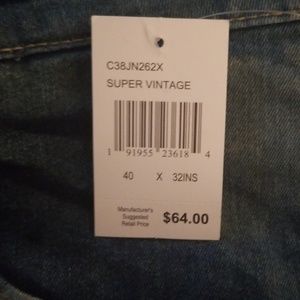 C38JN262X
SUPER VINTAGE
1 91955 23618 4
40 X 32INS
Manufacturer's
Suggested
Retail Price
$64.00